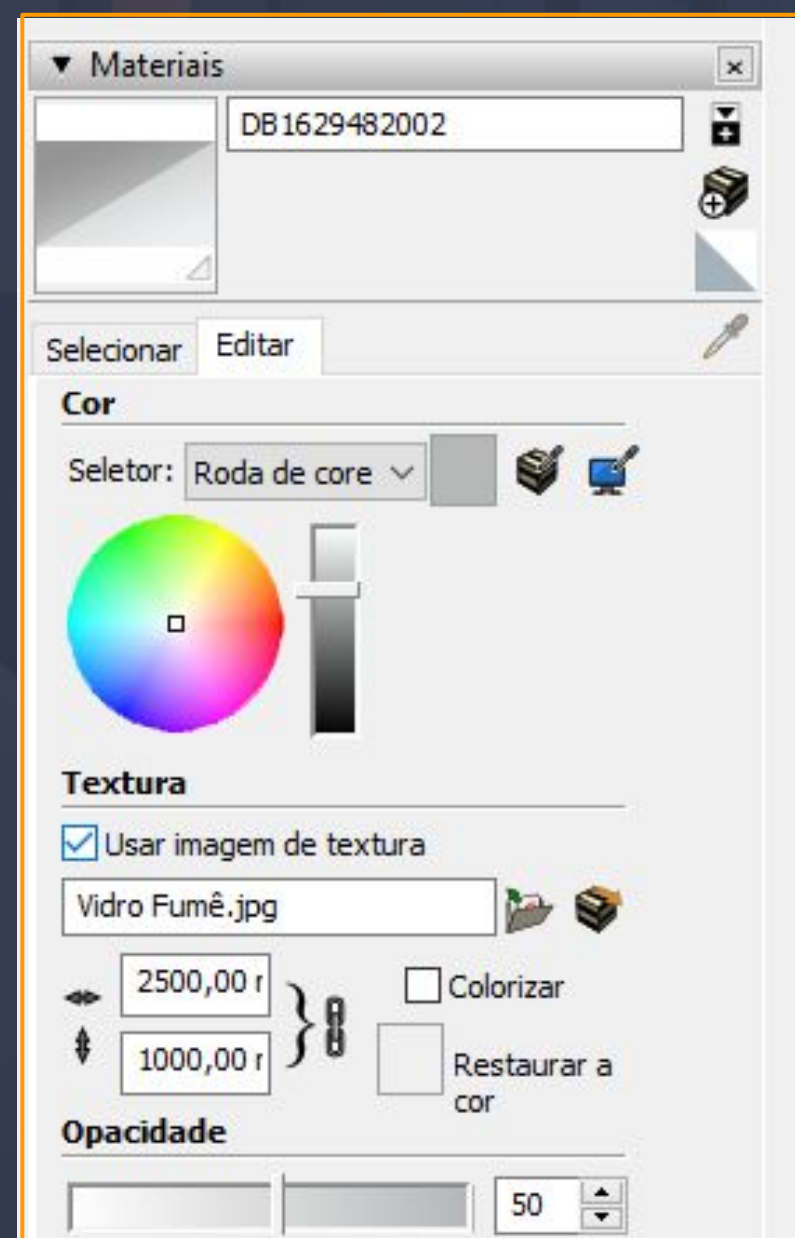 Materiais
DB1629482002
Selecionar Editar
Cor
Seletor: Roda de core
Textura
Usar imagem de textura
Vidro Fumê.jpg
2500,00 r
Colorizar
1000,00 r
Restaurar a
cor
Opacidade
50